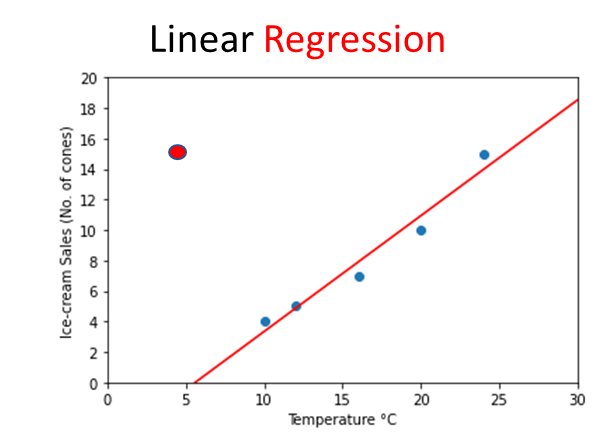 Linear Regression
20
18
16
14
12
10
8
6
4
2
0
Ice-cream Sales (No. of cones)
0 5 10 15 20 25 30
Temperature °C